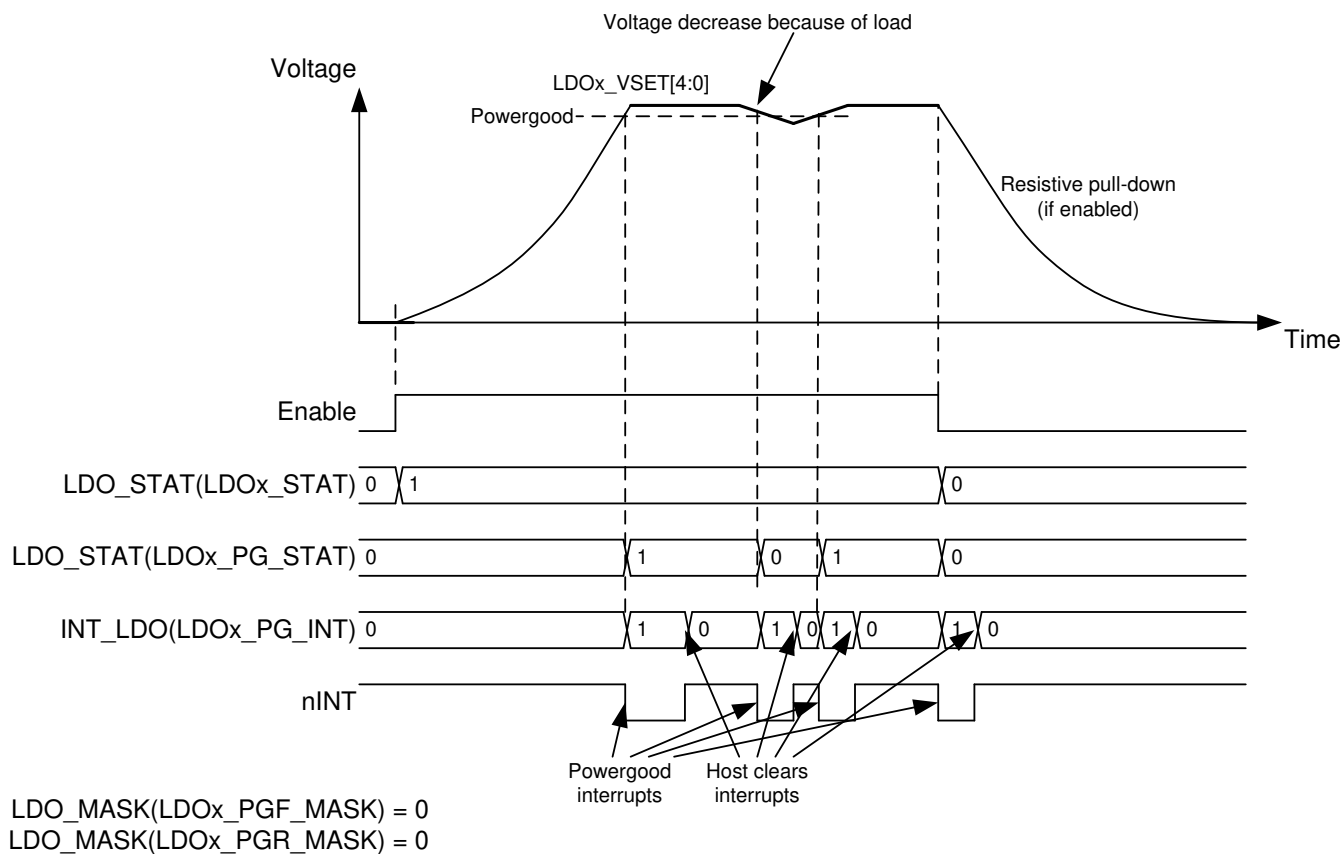 Voltage decrease because of load
Voltage
LDOx_VSET[4:0]
Powergood
Resistive pull-down
(if enabled)
Time
Enable
LDO_STAT(LDOx_STAT) 0 1 0
LDO_STAT(LDOx_PG_STAT) 0 1 0 1 0
INT_LDO(LDOx_PG_INT) 0 1 0 1 0 1 0 1 0
nINT
Powergood
interrupts
Host clears
interrupts
LDO_MASK(LDOx_PGF_MASK) = 0
LDO_MASK(LDOx_PGR_MASK) = 0